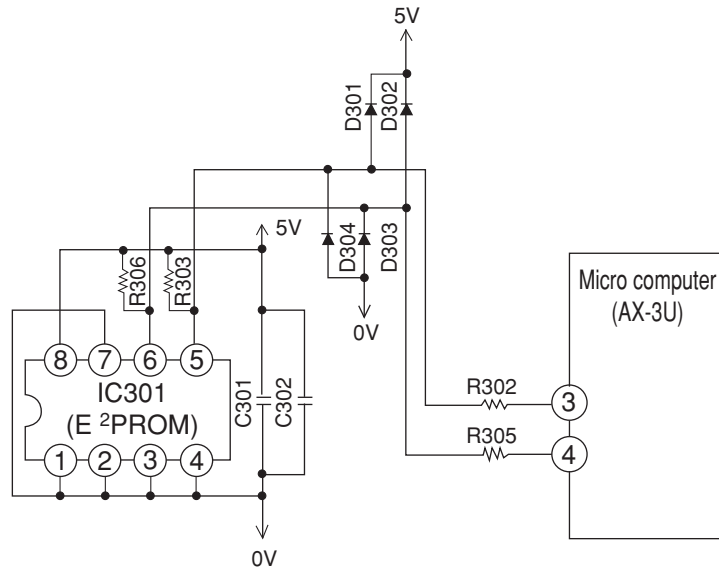 5V
D301
D302
D304
D303
5V
R306
R303
0V
Micro computer
(AX-3U)
8
7
6
5
IC301
(E ²PROM)
C301
C302
R302
3
R305
4
1
2
3
4
0V